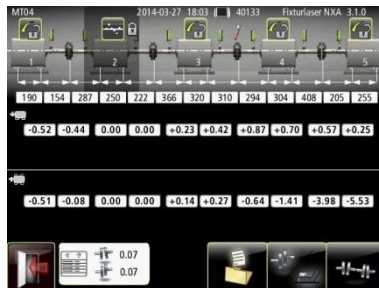 MT04 2014-03-27 18:03 40133 Fixturlaser NXA 3.1.0
1 2 3 4 5
190 154 287 250 222 366 320 310 294 304 408 205 255
-0.52 -0.44 0.00 0.00 +0.23 +0.42 +0.87 +0.70 +0.57 +0.25
-0.51 -0.08 0.00 0.00 +0.14 +0.27 -0.64 -1.41 -3.98 -5.53
0.07
0.07